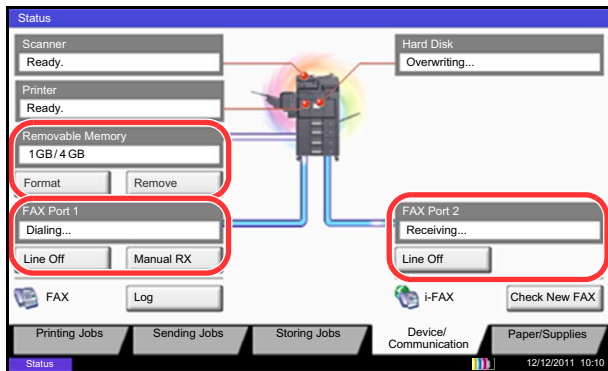 Status
Scanner
Ready.
Hard Disk
Overwriting...
Printer
Ready.
Removable Memory
1GB/4GB
Format Remove
FAX Port 1
Dialing...
Line Off Manual RX
FAX Port 2
Receiving...
Line Off
FAX Log
i-FAX Check New FAX
Printing Jobs Sending Jobs Storing Jobs Device/
Communication Paper/Supplies
Status 12/12/2011 10:10